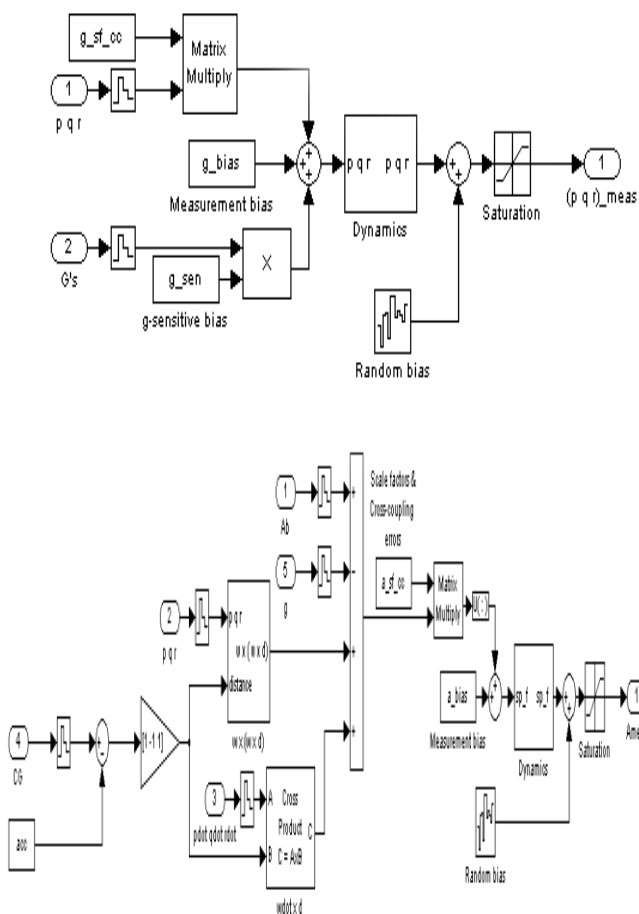 g_sf_cc
Matrix
Multiply
1
p q r
g_bias
Measurement bias
p q r   p q r
Dynamics
Saturation
1
(p q r)_meas
2
G's
g_sen
g-sensitive bias
×
Random bias
1
Ab
Scale factors &
Cross-coupling
errors
5
g
a_sf_cc
Matrix
Multiply
U( : )
2
p q r
p q r
w x (w x d)
distance
w x (w x d)
a_bias
Measurement bias
sp_f   sp_f
Dynamics
Saturation
1
Ame
4
CG
[1 -1 1]
acc
3
pdot qdot rdot
A
Cross
Product
C = AxB
C
B
wdot x d
Random bias